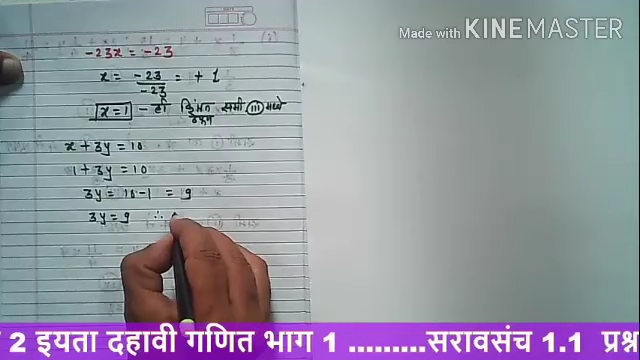 Made with KINEMASTER
-23x = -23
x = -23/-23 = +1
x = 1 - ही किंमत समी (III) मध्ये
x + 3y = 10
1 + 3y = 10
3y = 10 - 1 = 9
3y = 9 ∴
2 इयता दहावी गणित भाग 1 .........सरावसंच 1.1 प्रश्न